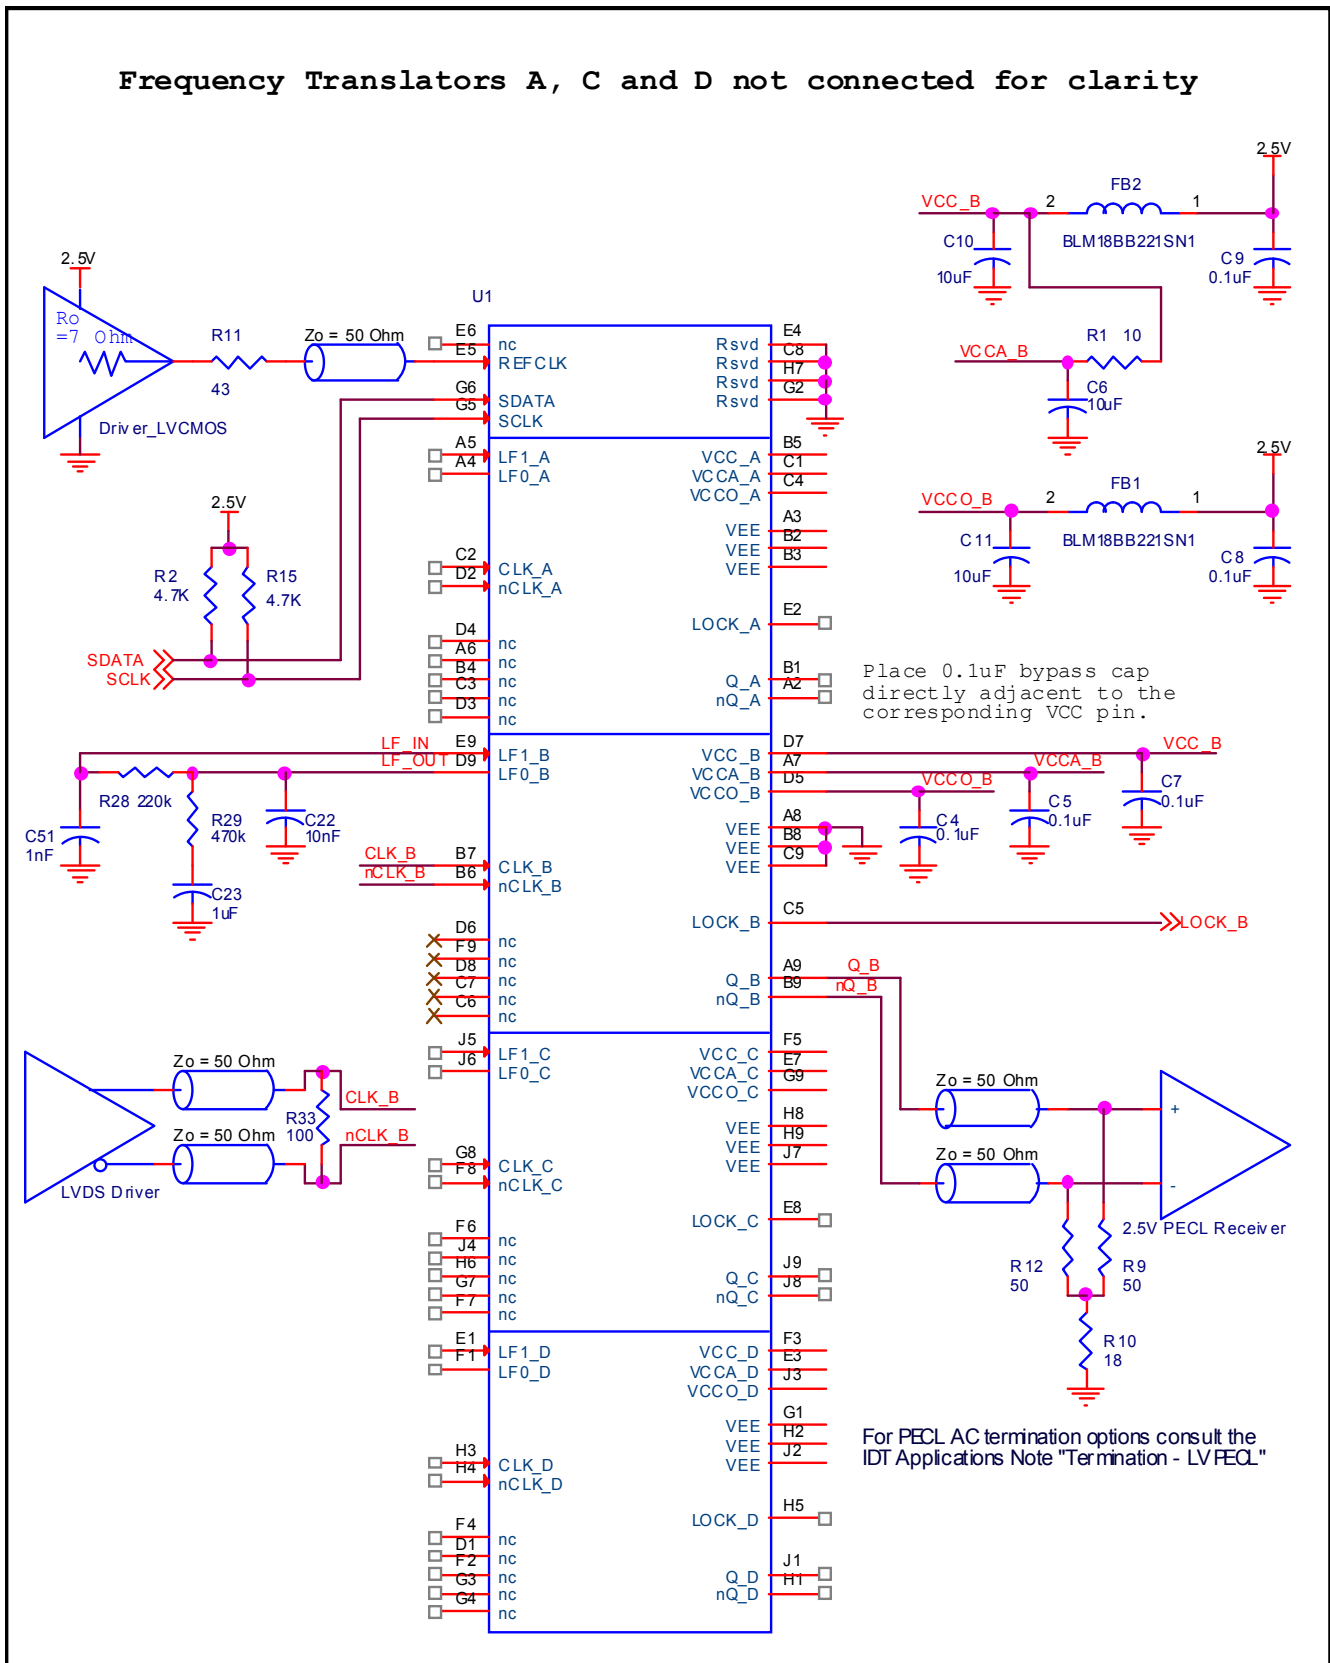 Frequency Translators A, C and D not connected for clarity
2.5V
Ro
=7 Ohm
Driver_LVCMOS
R11
43
Zo = 50 Ohm
2.5V
R2
4.7K
R15
4.7K
SDATA
SCLK
LF_IN
LF_OUT
R28 220k
R29
470k
C22
10nF
C51
1nF
C23
1uF
CLK_B
nCLK_B
Zo = 50 Ohm
Zo = 50 Ohm
R33
100
CLK_B
nCLK_B
LVDS Driver
U1
E6
nc
E5
REFCLK
G6
SDATA
G5
SCLK
E4
Rsvd
C8
Rsvd
H7
Rsvd
G2
Rsvd
A5
LF1_A
A4
LF0_A
C2
CLK_A
D2
nCLK_A
D4
nc
A6
nc
B4
nc
C3
nc
D3
nc
B5
VCC_A
C1
VCCA_A
C4
VCCO_A
A3
VEE
B2
VEE
B3
VEE
E2
LOCK_A
B1
Q_A
A2
nQ_A
E9
LF1_B
D9
LF0_B
B7
CLK_B
B6
nCLK_B
D6
nc
F9
nc
D8
nc
C7
nc
C6
nc
D7
VCC_B
A7
VCCA_B
D5
VCCO_B
A8
VEE
B8
VEE
C9
VEE
C5
LOCK_B
A9
Q_B
B9
nQ_B
J5
LF1_C
J6
LF0_C
G8
CLK_C
F8
nCLK_C
F6
nc
J4
nc
H6
nc
G7
nc
F7
nc
F5
VCC_C
E7
VCCA_C
G9
VCCO_C
H8
VEE
H9
VEE
J7
VEE
E8
LOCK_C
J9
Q_C
J8
nQ_C
E1
LF1_D
F1
LF0_D
H3
CLK_D
H4
nCLK_D
F4
nc
D1
nc
F2
nc
G3
nc
G4
nc
F3
VCC_D
E3
VCCA_D
J3
VCCO_D
G1
VEE
H2
VEE
J2
VEE
H5
LOCK_D
J1
Q_D
H1
nQ_D
2.5V
VCC_B
2
FB2
1
BLM18BB221SN1
C10
10uF
C9
0.1uF
R1 10
VCCA_B
C6
10uF
2.5V
VCCO_B
2
FB1
1
BLM18BB221SN1
C11
10uF
C8
0.1uF
Place 0.1uF bypass cap
directly adjacent to the
corresponding VCC pin.
VCC_B
VCCA_B
VCCO_B
C7
0.1uF
C5
0.1uF
C4
0.1uF
LOCK_B
Q_B
nQ_B
Zo = 50 Ohm
Zo = 50 Ohm
+
-
2.5V PECL Receiver
R12
50
R9
50
R10
18
For PECL AC termination options consult the
IDT Applications Note "Termination - LVPECL"